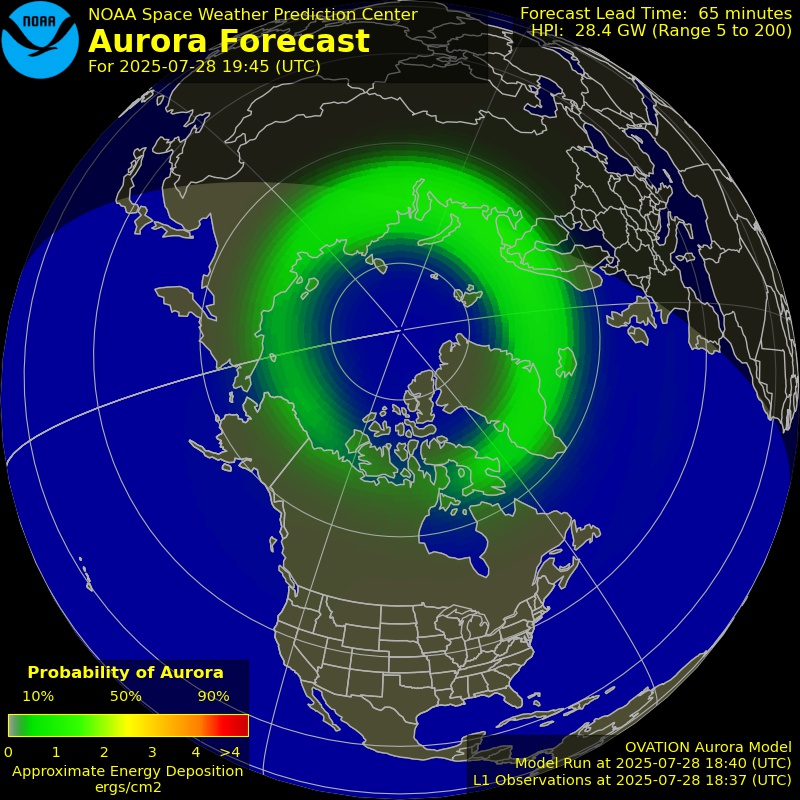 NOAA
NOAA Space Weather Prediction Center
Aurora Forecast
For 2025-07-28 19:45 (UTC)
Forecast Lead Time: 65 minutes
HPI: 28.4 GW (Range 5 to 200)
Probability of Aurora
10% 50% 90%
0 1 2 3 4 >4
Approximate Energy Deposition
ergs/cm2
OVATION Aurora Model
Model Run at 2025-07-28 18:40 (UTC)
L1 Observations at 2025-07-28 18:37 (UTC)